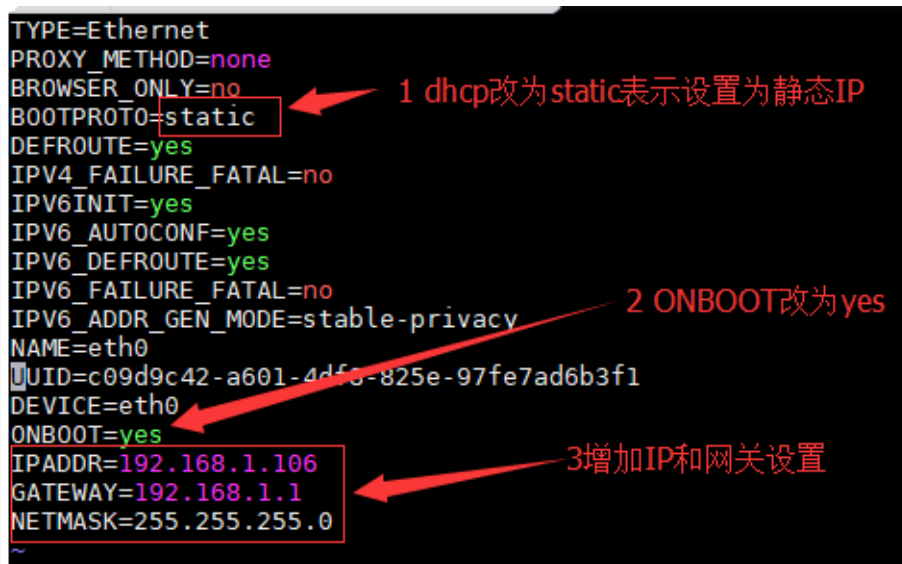 TYPE=Ethernet
PROXY_METHOD=none
BROWSER_ONLY=no
1 dhcp改为static表示设置为静态IP
BOOTPROTO=static
DEFROUTE=yes
IPV4_FAILURE_FATAL=no
IPV6INIT=yes
IPV6_AUTOCONF=yes
IPV6_DEFROUTE=yes
IPV6_FAILURE_FATAL=no
2 ONBOOT改为yes
IPV6_ADDR_GEN_MODE=stable-privacy
NAME=eth0
UUID=c09d9c42-a601-4df8-825e-97fe7ad6b3f1
DEVICE=eth0
ONBOOT=yes
IPADDR=192.168.1.106
3增加IP和网关设置
GATEWAY=192.168.1.1
NETMASK=255.255.255.0
~